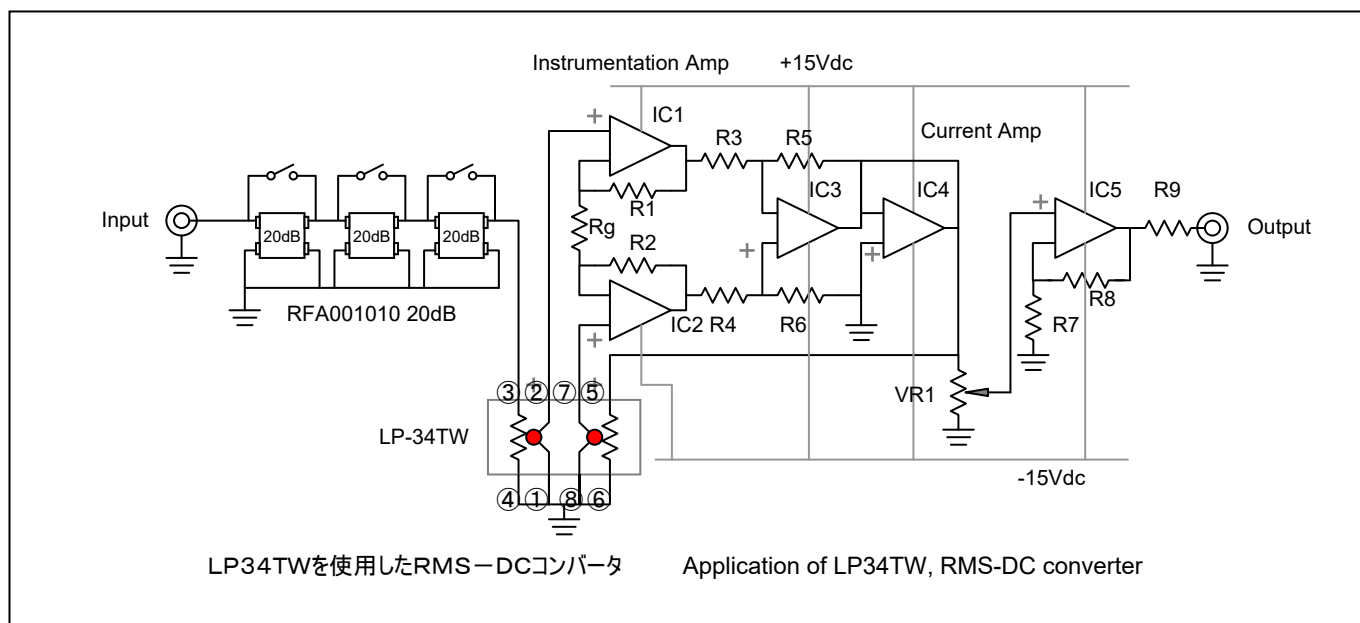 Instrumentation Amp +15Vdc
+ IC1
R3 R5 Current Amp
20dB 20dB 20dB
Input
R1
Rg
R2
IC3 IC4
+ IC5 R9
Output
+ +
RFA001010 20dB
IC2 R4 R6
R7 R8
+
③ ② + ⑦ ⑤ +
VR1
LP-34TW
-15Vdc
④ ① ⑧ ⑥
LP34TWを使用したRMS－DCコンバータ Application of LP34TW, RMS-DC converter